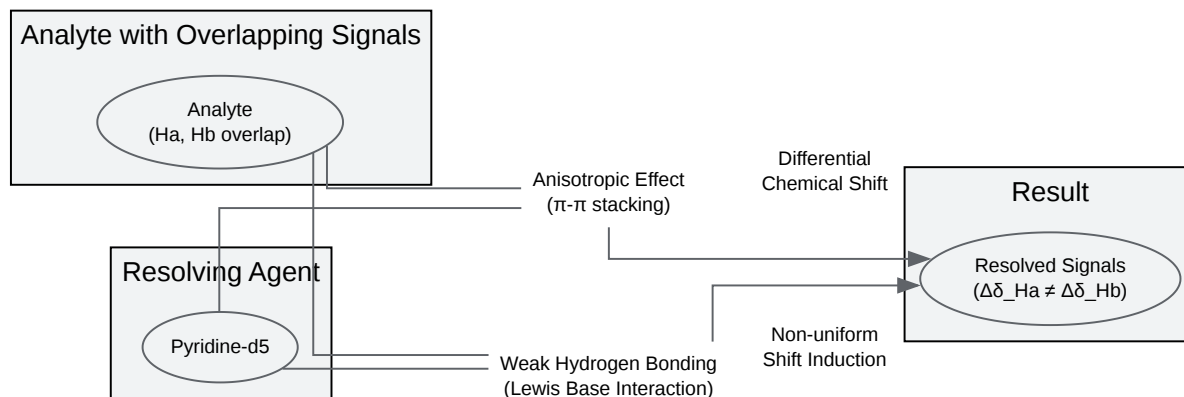 Analyte with Overlapping Signals
Analyte
(Ha, Hb overlap)
Differential
Chemical Shift
Anisotropic Effect
(π-π stacking)
Result
Resolving Agent
Resolved Signals
(Δδ_Ha ≠ Δδ_Hb)
Pyridine-d5
Non-uniform
Shift Induction
Weak Hydrogen Bonding
(Lewis Base Interaction)